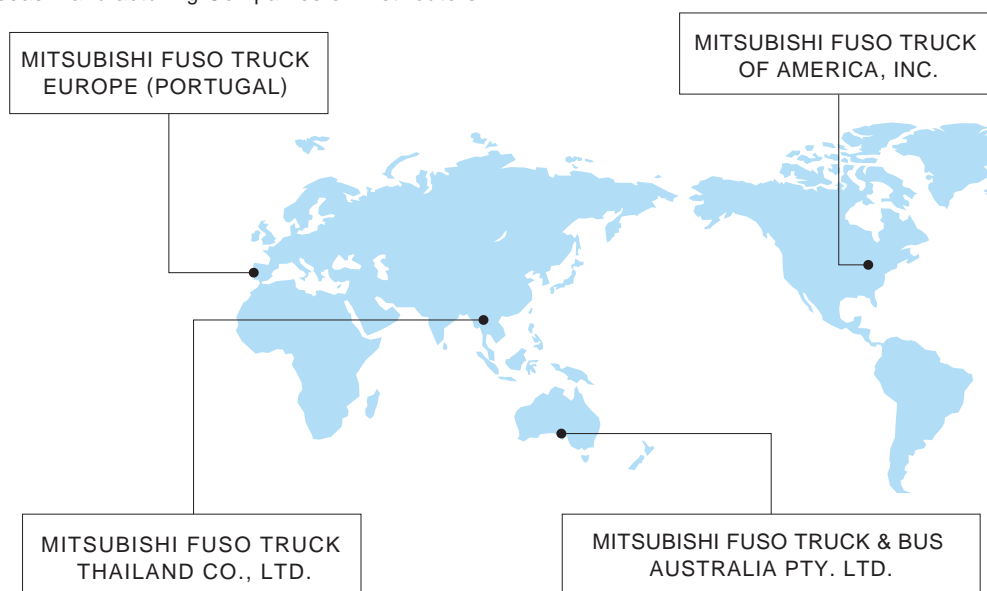 MITSUBISHI FUSO TRUCK
EUROPE (PORTUGAL)
MITSUBISHI FUSO TRUCK
OF AMERICA, INC.
MITSUBISHI FUSO TRUCK
THAILAND CO., LTD.
MITSUBISHI FUSO TRUCK & BUS
AUSTRALIA PTY. LTD.